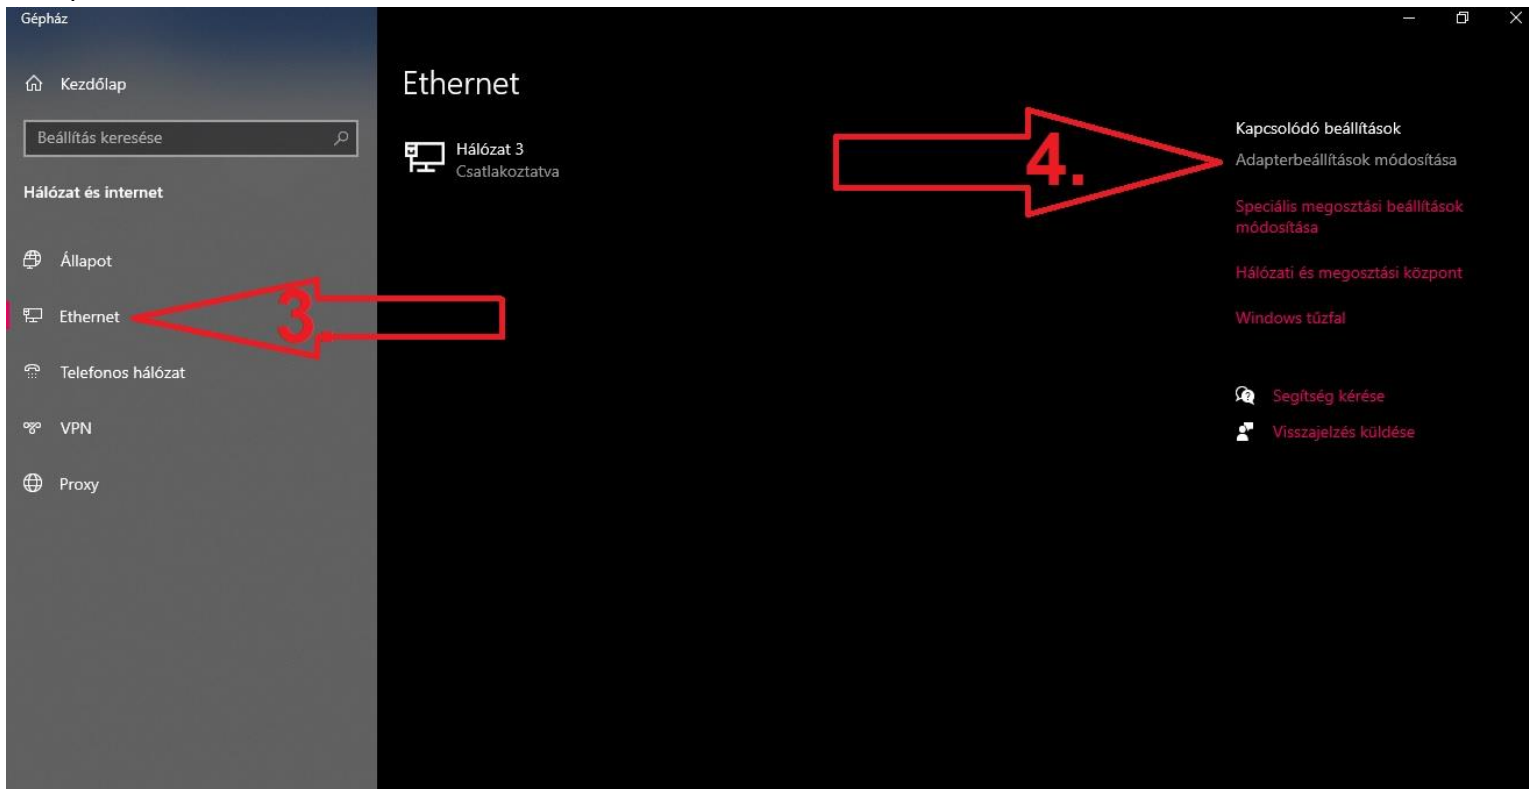 Gépház
Kezdőlap
Beállítás keresése
Hálózat és internet
Állapot
Ethernet
Telefonos hálózat
VPN
Proxy
3.
Ethernet
Hálózat 3
Csatlakoztatva
4.
Kapcsolódó beállítások
Adapterbeállítások módosítása
Speciális megosztási beállítások
módosítása
Hálózati és megosztási központ
Windows tűzfal
Segítség kérése
Visszajelzés küldése